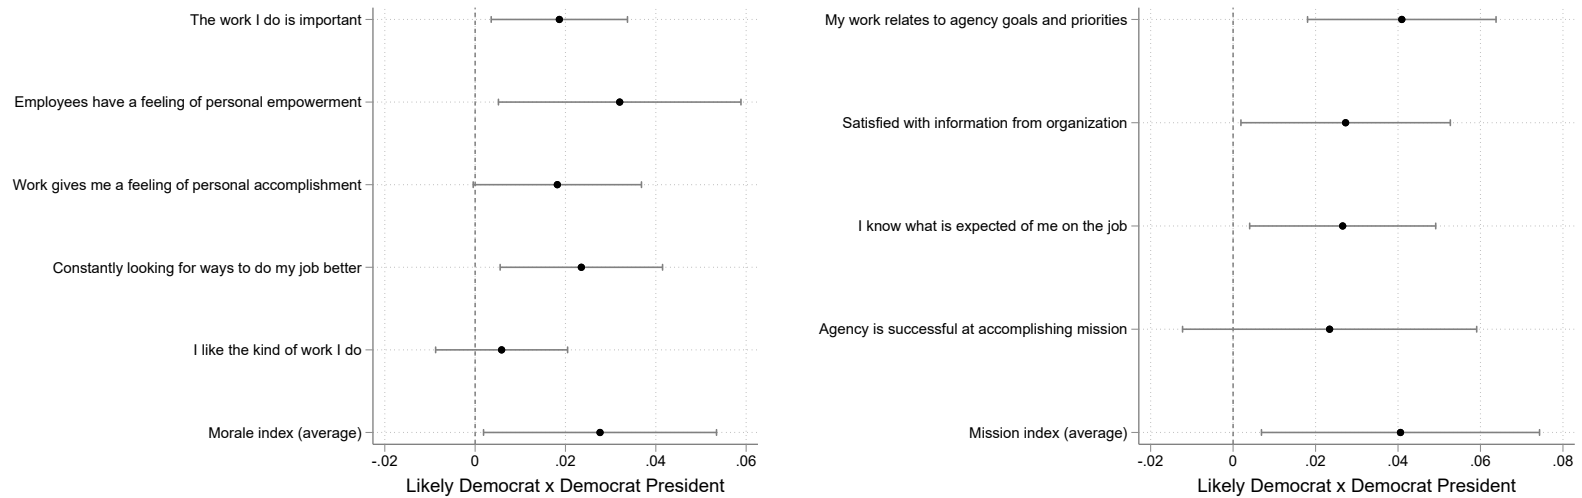 The work I do is important
Employees have a feeling of personal empowerment
Work gives me a feeling of personal accomplishment
Constantly looking for ways to do my job better
I like the kind of work I do
Morale index (average)
-.02 0 .02 .04 .06
Likely Democrat x Democrat President
My work relates to agency goals and priorities
Satisfied with information from organization
I know what is expected of me on the job
Agency is successful at accomplishing mission
Mission index (average)
-.02 0 .02 .04 .06 .08
Likely Democrat x Democrat President